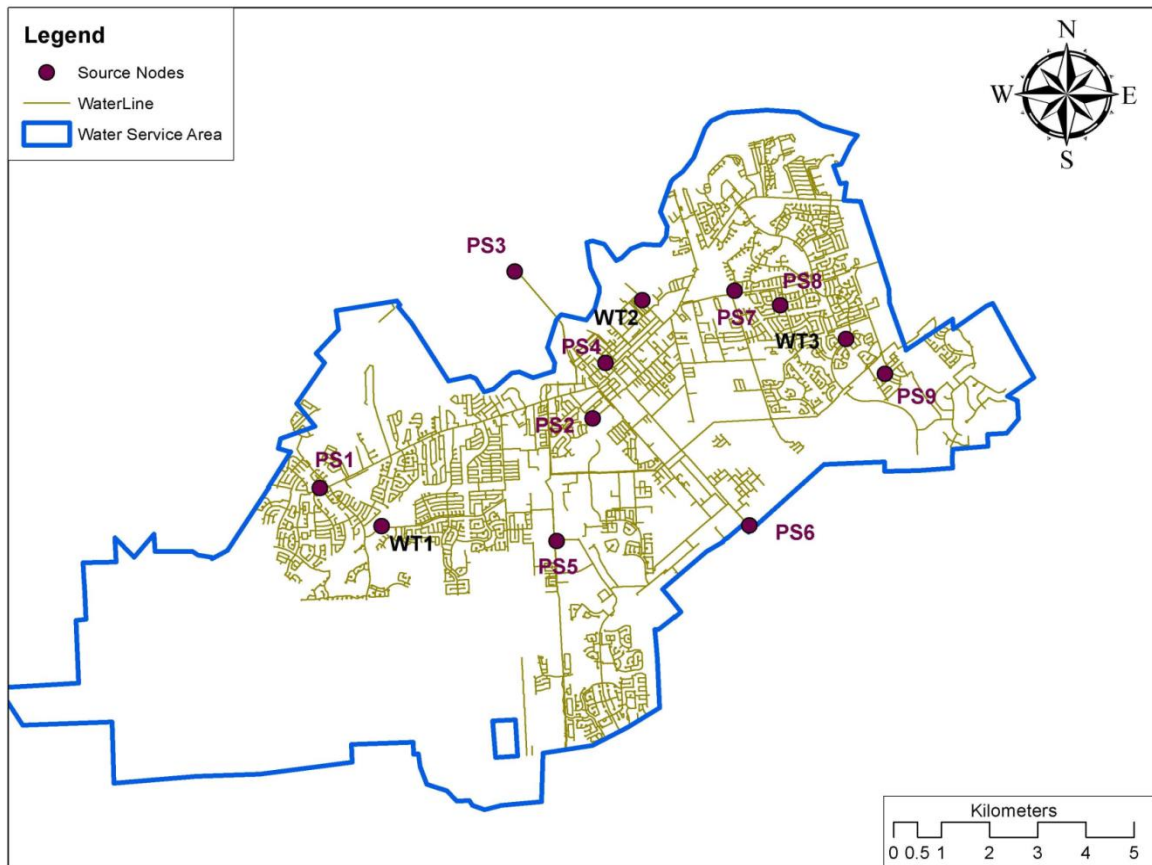 Legend
Source Nodes
WaterLine
Water Service Area
N
W E
S
PS3
PS8
WT2
PS7
WT3
PS4
PS9
PS2
PS1
PS6
WT1
PS5
Kilometers
0 0.5 1 2 3 4 5